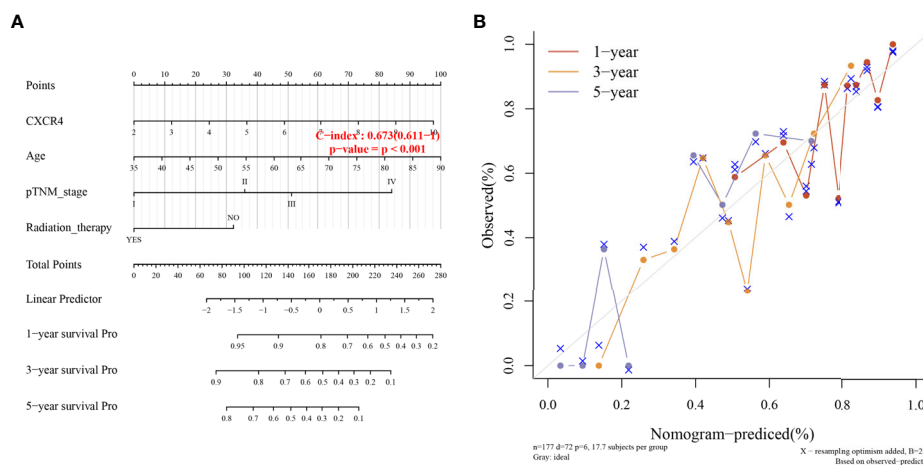 A
Points
0 10 20 30 40 50 60 70 80 90 100
CXCR4
2 3 4 5 6 7 8 9 10
C−index: 0.673(0.611−1)
p−value = p < 0.001
Age
35 40 45 50 55 60 65 70 75 80 85 90
pTNM_stage
II IV
I III
Radiation_therapy
NO
YES
Total Points
0 20 40 60 80 100 120 140 160 180 200 220 240 260 280
Linear Predictor
−2 −1.5 −1 −0.5 0 0.5 1 1.5 2
1−year survival Pro
0.95 0.9 0.8 0.7 0.6 0.5 0.4 0.3 0.2
3−year survival Pro
0.9 0.8 0.7 0.6 0.5 0.4 0.3 0.2 0.1
5−year survival Pro
0.8 0.7 0.6 0.5 0.4 0.3 0.2 0.1
B
1−year
3−year
5−year
Observed(%)
1.0
0.8
0.6
0.4
0.2
0.0
0.0 0.2 0.4 0.6 0.8 1.0
Nomogram−prediced(%)
n=177 d=72 p=6, 17.7 subjects per group
Gray: ideal
X − resampling optimism added, B=2
Based on observed−predict